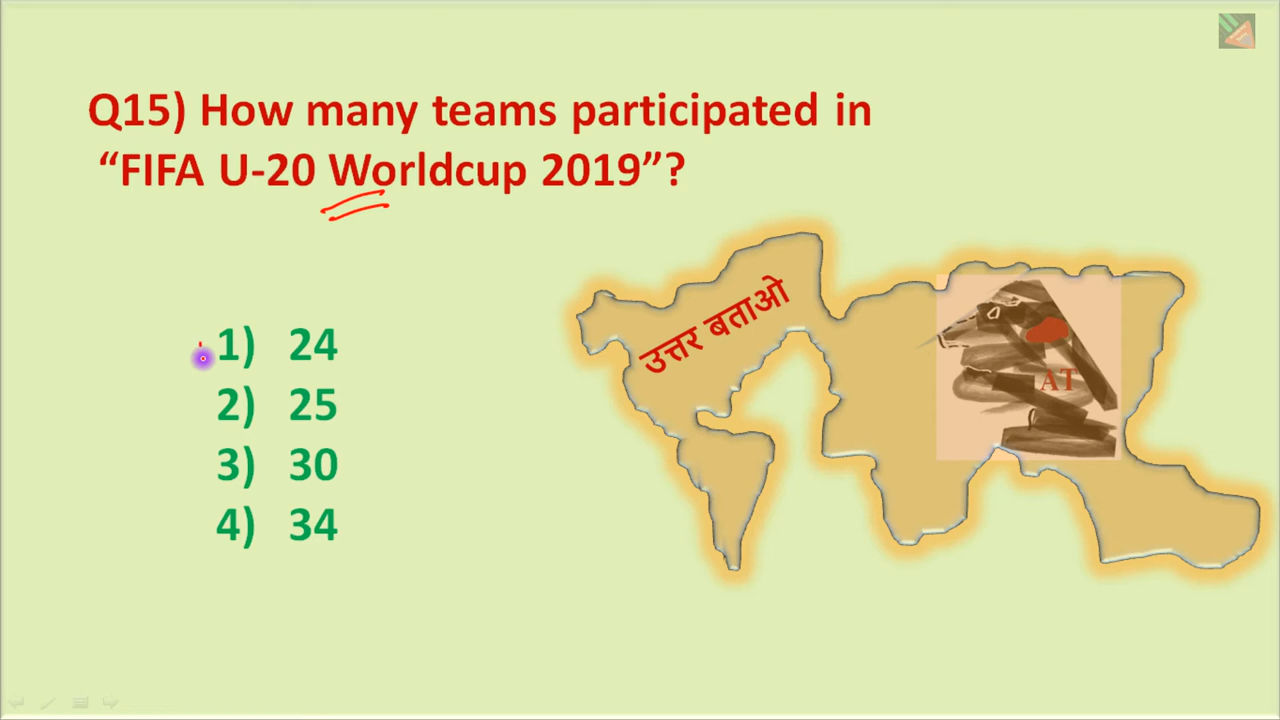 Q15) How many teams participated in
“FIFA U-20 Worldcup 2019”?
1) 24
2) 25
3) 30
4) 34
उत्तर बताओ
AT